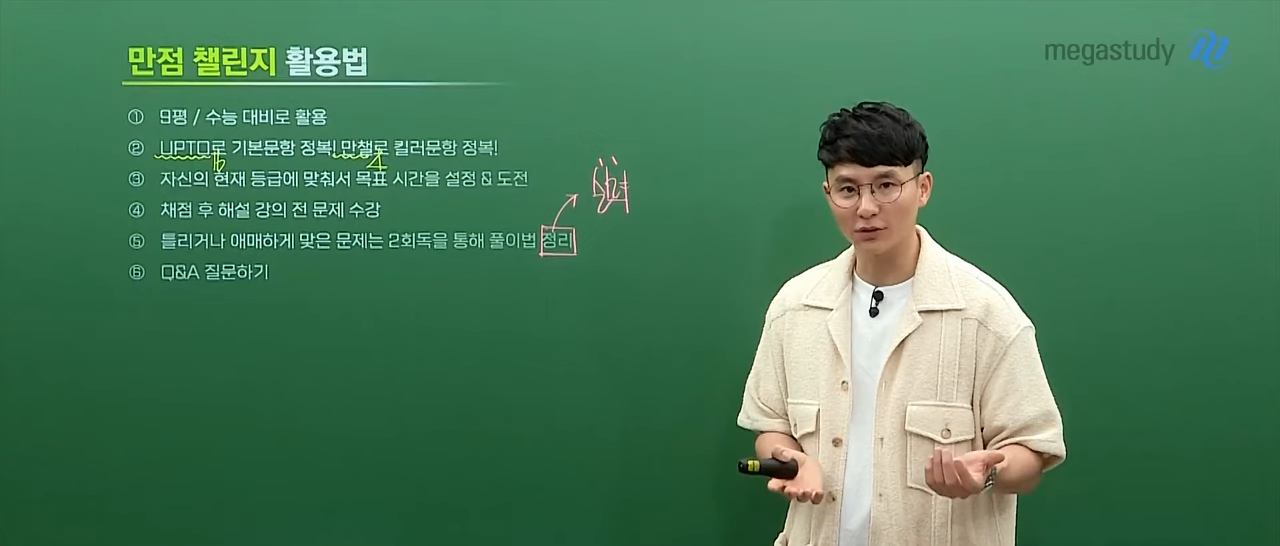 만점 챌린지 활용법
megastudy M
① 9평 / 수능 대비로 활용
② UPTO로 기본문항 정복! 만챌로 킬러문항 정복!
16 4
③ 자신의 현재 등급에 맞춰서 목표 시간을 설정 & 도전
④ 채점 후 해설 강의 전 문제 수강
⑤ 틀리거나 애매하게 맞은 문제는 2회독을 통해 풀이법 정리
⑥ Q&A 질문하기